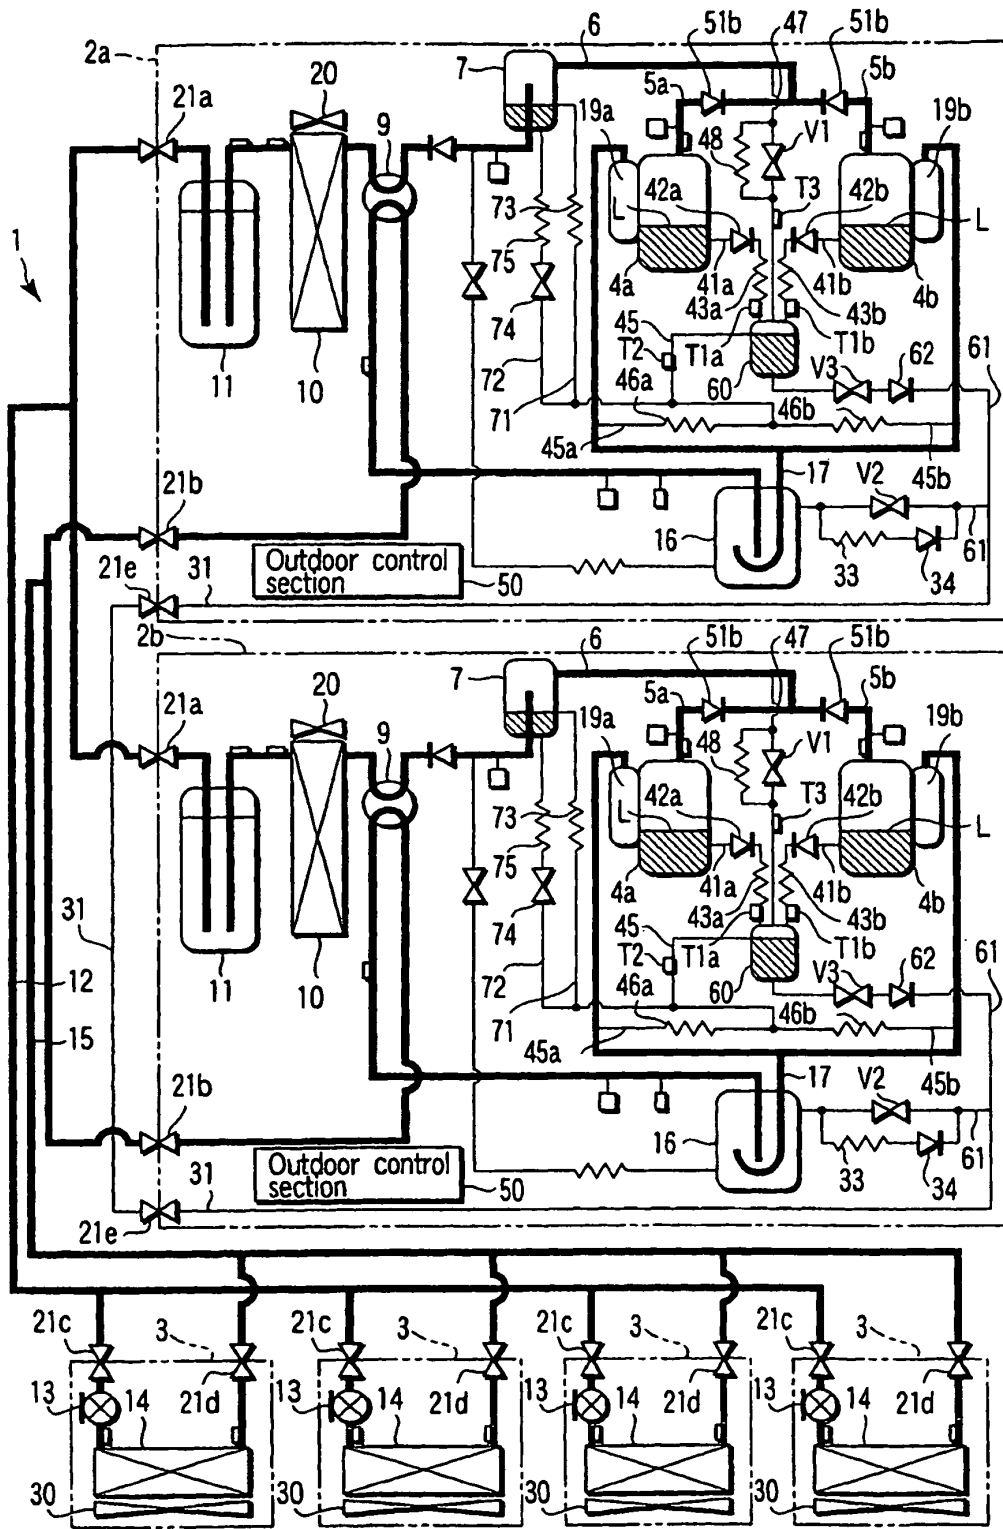 51b 47 51b
6
2a 20 7 5a 5b
21a 9 19a 48 V1 19b
42a T3 42b
L L
1 73
75 4a 41a 41b 4b
43a 43b
74 45 T1a T1b
11 10 T2 V3 62 61
72 46a 60 46b
71
45a 17 V2 45b
21b 16 61
Outdoor control
section
50 33 34
21e 31
2b 51b 47 51b
6
20 7 5a 5b
21a 9 19a 48 V1 19b
42a T3 42b
L L
73
75 4a 41a 41b 4b
43a 43b
31 74 45 T1a T1b
11 10 T2 V3 62 61
12 72 46a 60 46b
71
15 45a 17 V2 45b
21b 16 61
Outdoor control
section
50 33 34
31
21e
21c 3 21c 3 21c 3 21c 3
13 14 21d 13 14 21d 13 14 21d 13 14 21d
30 30 30 30